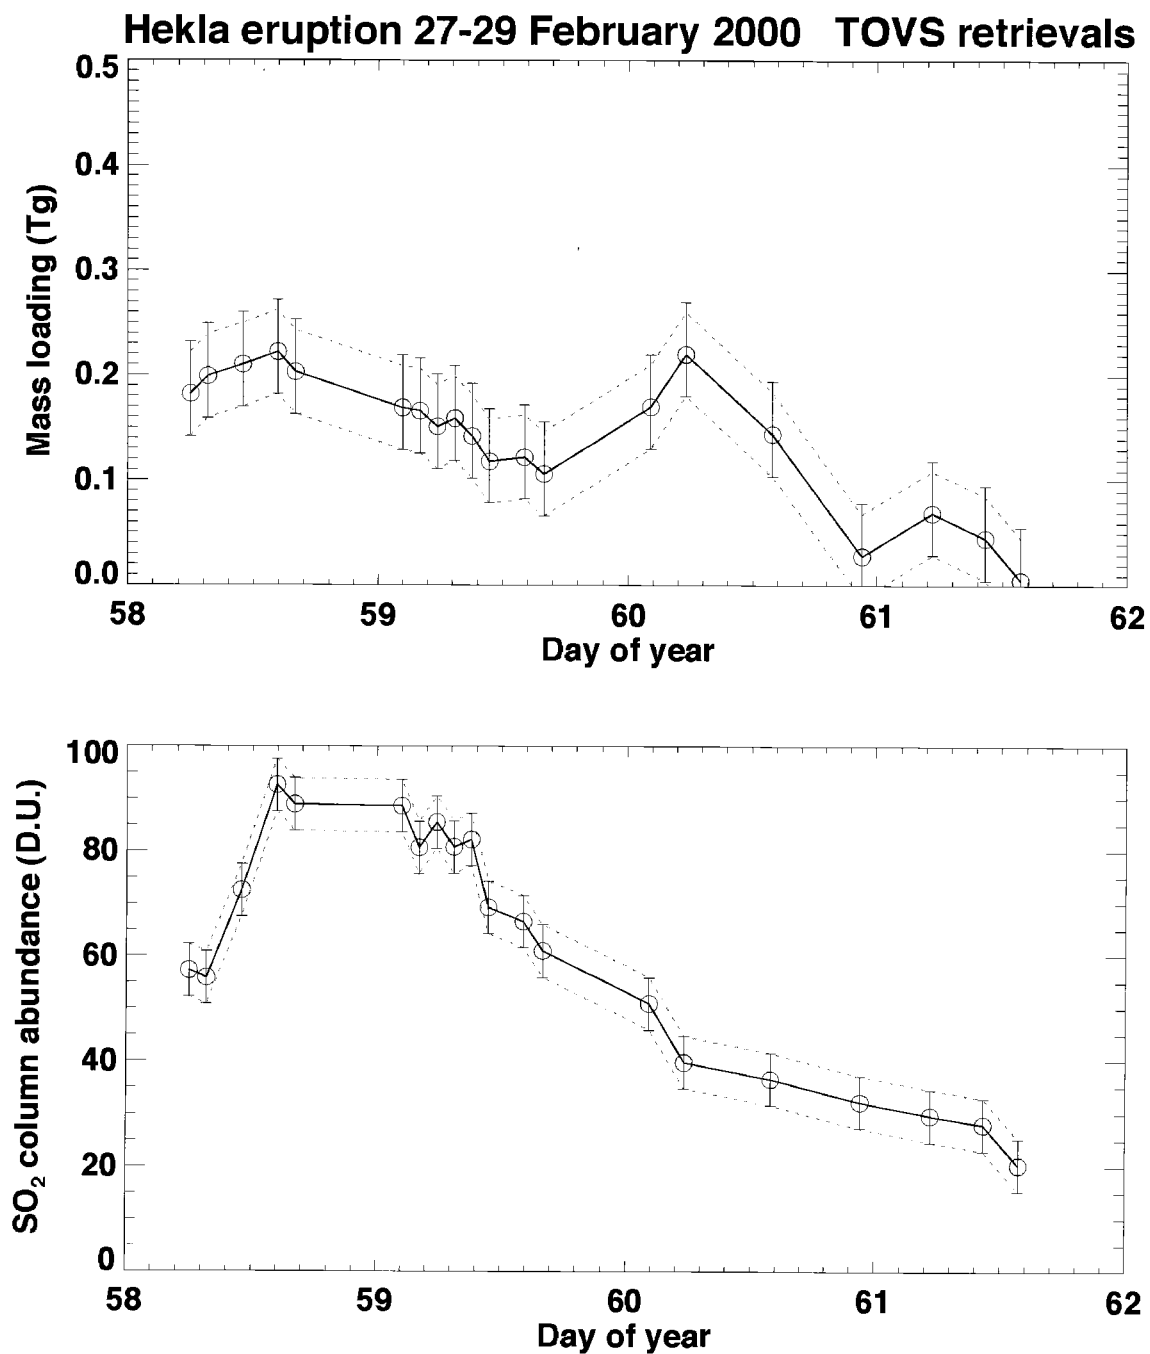 Hekla eruption 27-29 February 2000 TOVS retrievals
0.5
0.4
0.3
0.2
0.1
0.0
Mass loading (Tg)
58 59 60 61 62
Day of year
100
80
60
40
20
0
SO₂ column abundance (D.U.)
58 59 60 61 62
Day of year